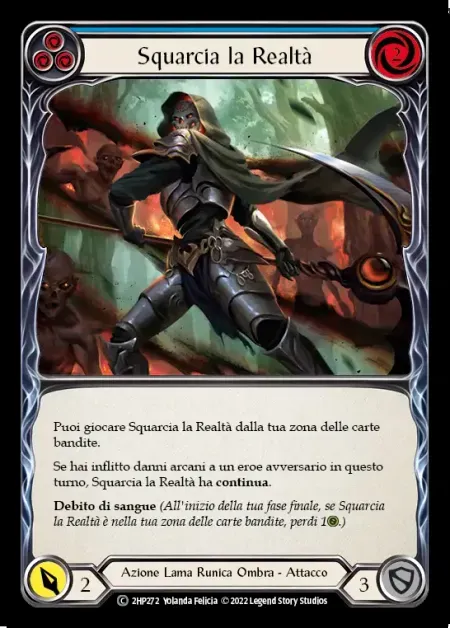 Squarcia la Realtà
2
Puoi giocare Squarcia la Realtà dalla tua zona delle carte
bandite.
Se hai inflitto danni arcani a un eroe avversario in questo
turno, Squarcia la Realtà ha continua.
Debito di sangue (All'inizio della tua fase finale, se Squarcia
la Realtà è nella tua zona delle carte bandite, perdi 1.)
2
Azione Lama Runica Ombra - Attacco
3
C 2HP272 Yolanda Felicia © 2022 Legend Story Studios